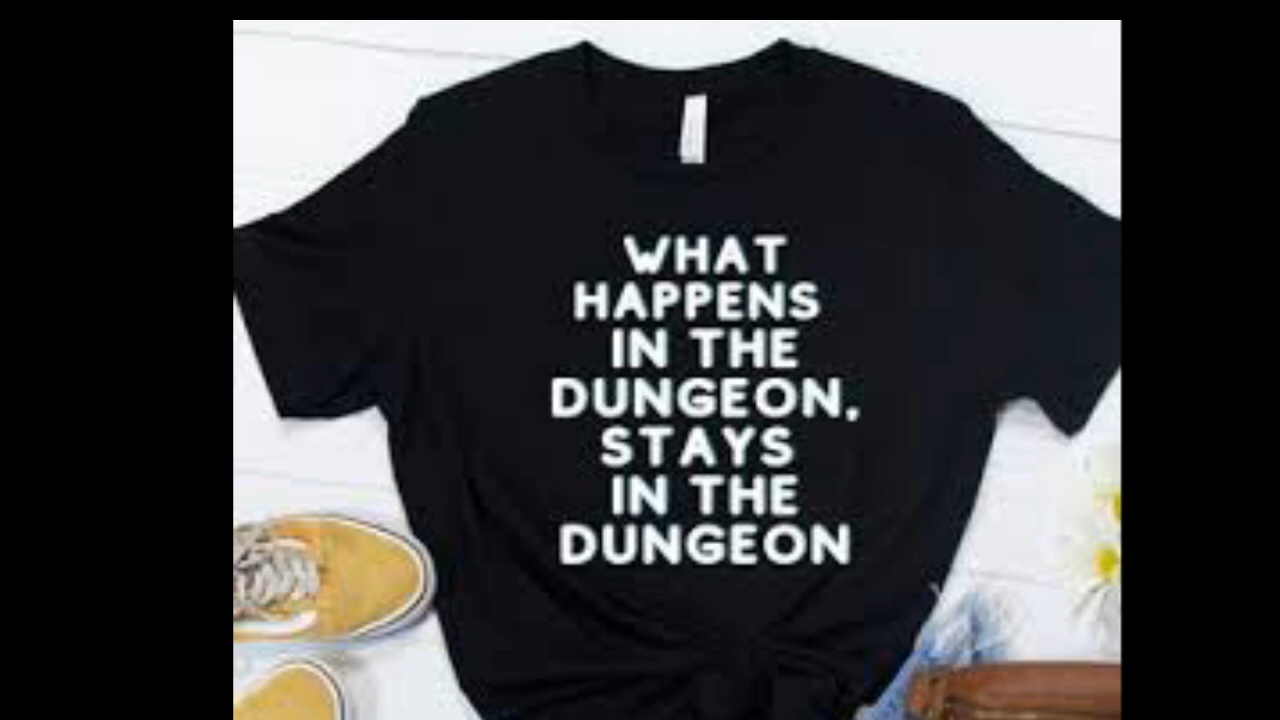 WHAT
HAPPENS
IN THE
DUNGEON,
STAYS
IN THE
DUNGEON